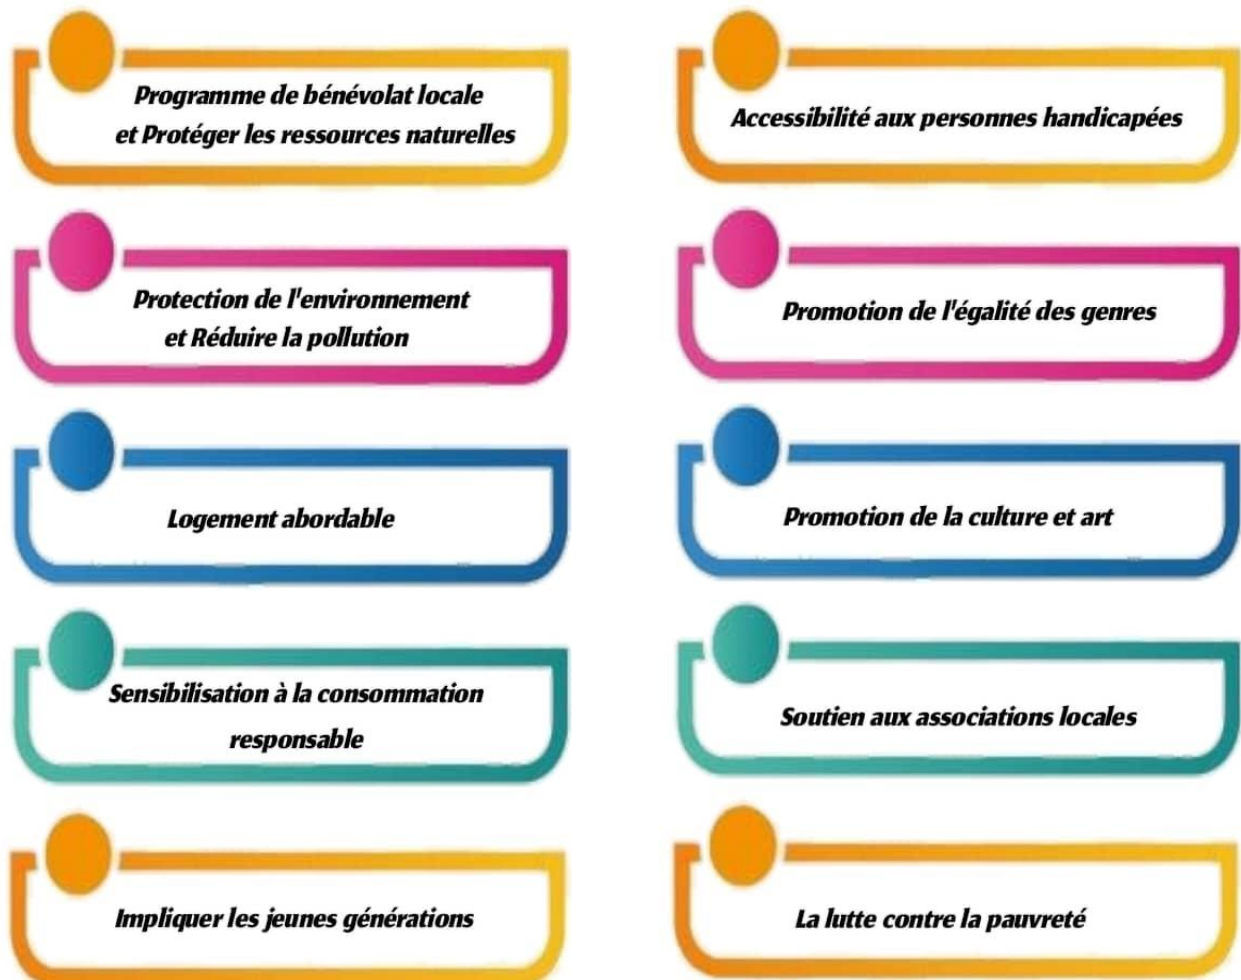 Programme de bénévolat locale
et Protéger les ressources naturelles
Accessibilité aux personnes handicapées
Protection de l'environnement
et Réduire la pollution
Promotion de l'égalité des genres
Logement abordable
Promotion de la culture et art
Sensibilisation à la consommation
responsable
Soutien aux associations locales
Impliquer les jeunes générations
La lutte contre la pauvreté